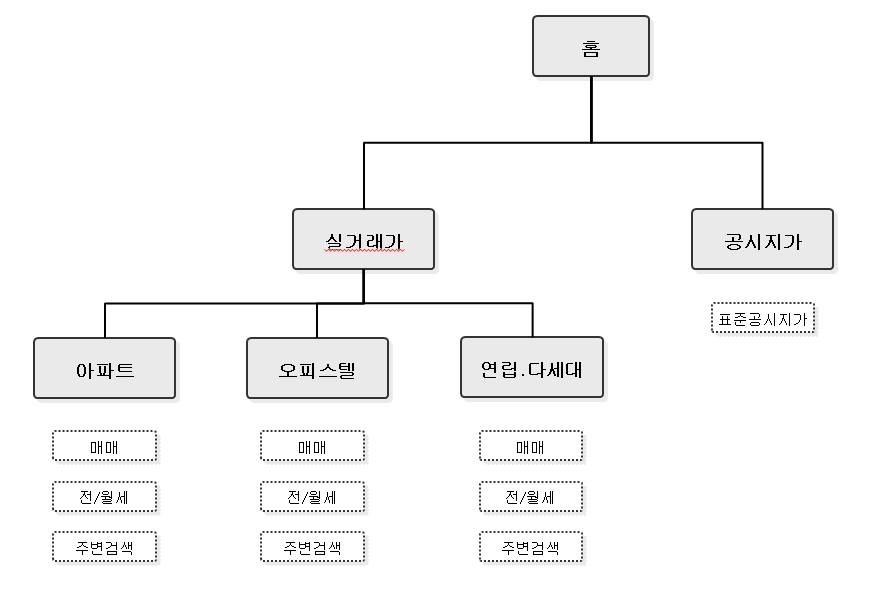 홈
실거래가
공시지가
표준공시지가
아파트
오피스텔
연립.다세대
매매
매매
매매
전/월세
전/월세
전/월세
주변검색
주변검색
주변검색